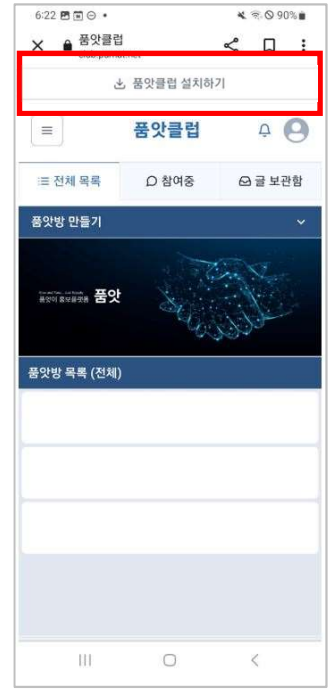 6:22
90%
품앗클럽
품앗클럽 설치하기
품앗클럽
전체 목록
참여중
글 보관함
품앗방 만들기
품앗
품앗방 목록 (전체)